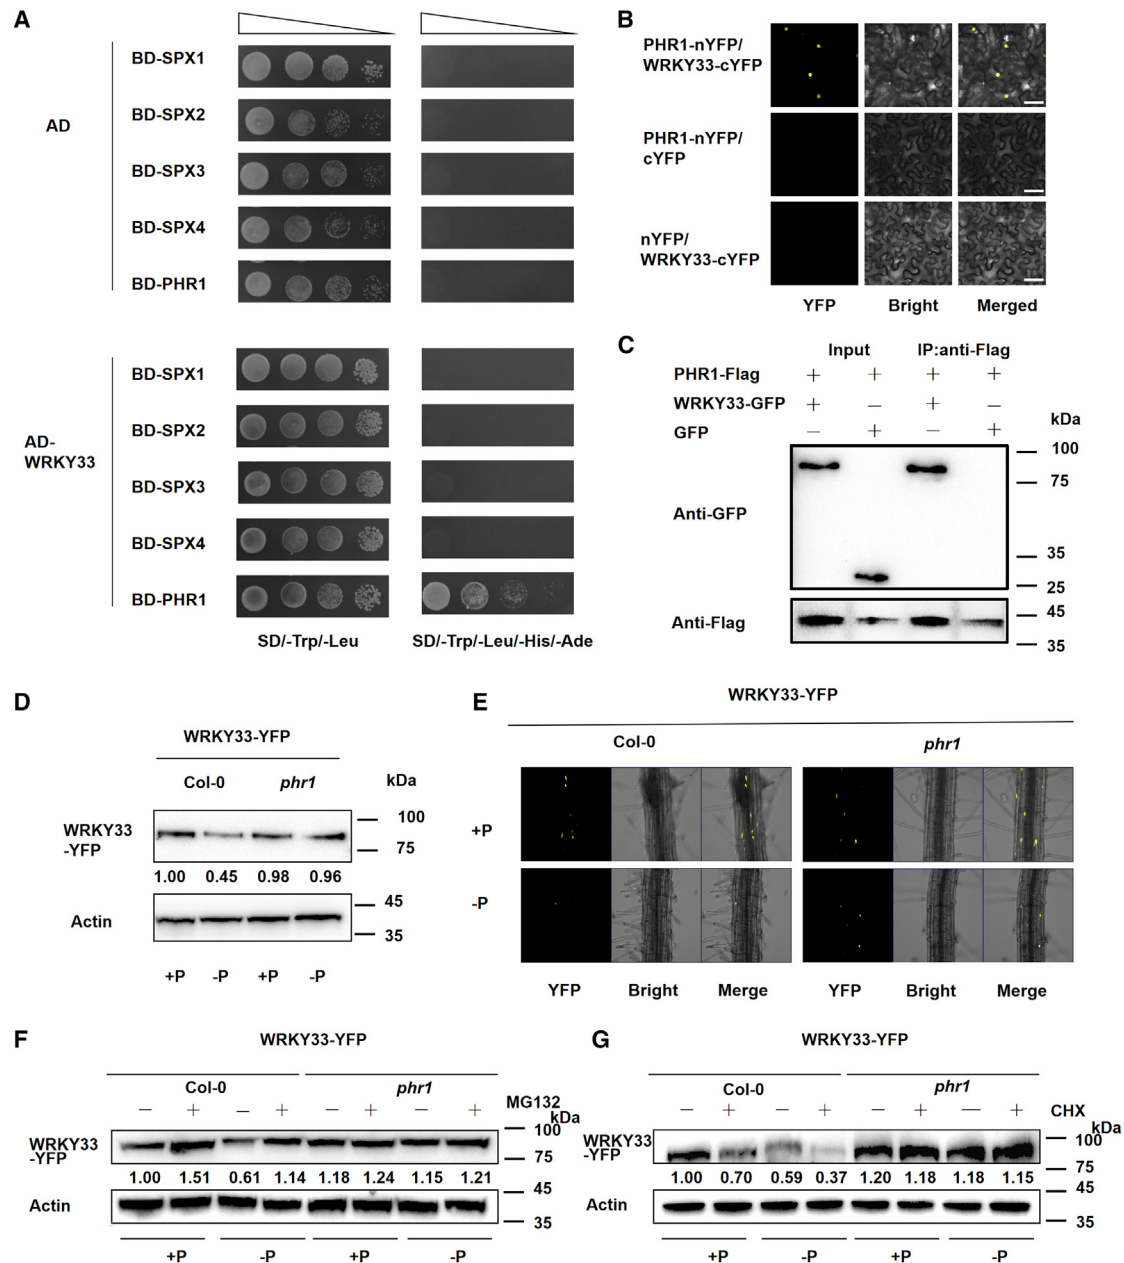 A
AD
BD-SPX1
BD-SPX2
BD-SPX3
BD-SPX4
BD-PHR1
AD-
WRKY33
BD-SPX1
BD-SPX2
BD-SPX3
BD-SPX4
BD-PHR1
SD/-Trp/-Leu SD/-Trp/-Leu/-His/-Ade
B
PHR1-nYFP/
WRKY33-cYFP
PHR1-nYFP/
cYFP
nYFP/
WRKY33-cYFP
YFP Bright Merged
C
Input IP:anti-Flag
PHR1-Flag + + + +
WRKY33-GFP + − + −
GFP − + − +
kDa
Anti-GFP
100
75
35
25
Anti-Flag
45
35
D
WRKY33-YFP
Col-0 phr1 kDa
WRKY33
-YFP
100
75
1.00 0.45 0.98 0.96
Actin
45
35
+P -P +P -P
E
WRKY33-YFP
Col-0 phr1
+P
-P
YFP Bright Merge YFP Bright Merge
F
WRKY33-YFP
Col-0 phr1
− + − + − + − + MG132
kDa
WRKY33
-YFP
100
75
1.00 1.51 0.61 1.14 1.18 1.24 1.15 1.21
Actin
45
35
+P -P +P -P
G
WRKY33-YFP
Col-0 phr1
− + − + − + − + CHX
kDa
WRKY33
-YFP
100
75
1.00 0.70 0.59 0.37 1.20 1.18 1.18 1.15
Actin
45
35
+P -P +P -P